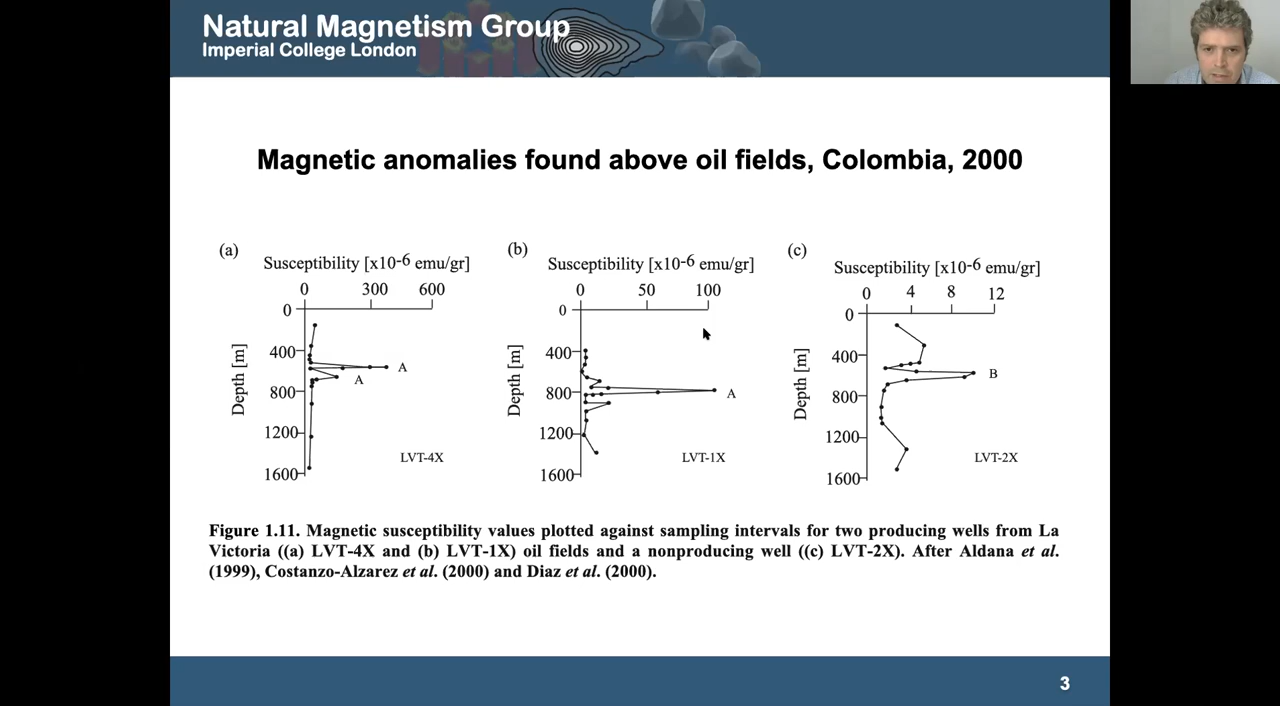 Natural Magnetism Group
Imperial College London
Magnetic anomalies found above oil fields, Colombia, 2000
(a)
Susceptibility [x10-6 emu/gr]
0 300 600
0
400
800
1200
1600
Depth [m]
A
A
LVT-4X
(b)
Susceptibility [x10-6 emu/gr]
0 50 100
0
400
800
1200
1600
Depth [m]
A
LVT-1X
(c)
Susceptibility [x10-6 emu/gr]
0 4 8 12
0
400
800
1200
1600
Depth [m]
B
LVT-2X
Figure 1.11. Magnetic susceptibility values plotted against sampling intervals for two producing wells from La
Victoria ((a) LVT-4X and (b) LVT-1X) oil fields and a nonproducing well ((c) LVT-2X). After Aldana et al.
(1999), Costanzo-Alzarez et al. (2000) and Diaz et al. (2000).
3